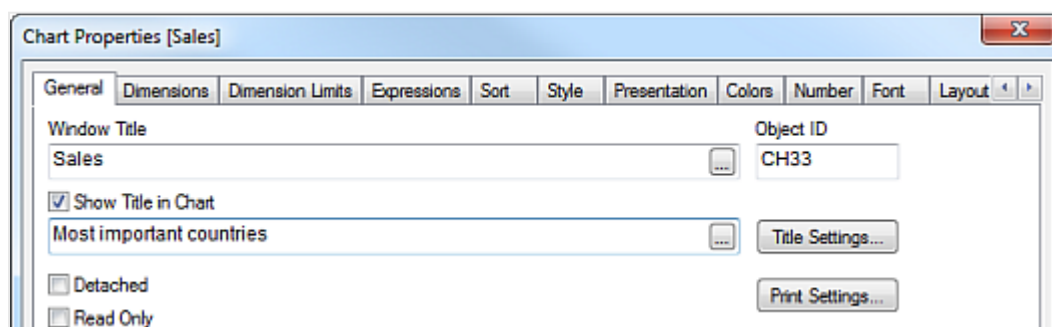 Chart Properties [Sales]
General Dimensions Dimension Limits Expressions Sort Style Presentation Colors Number Font Layout
Window Title Object ID
Sales ... CH33
Show Title in Chart
Most important countries ... Title Settings...
Detached
Print Settings...
Read Only